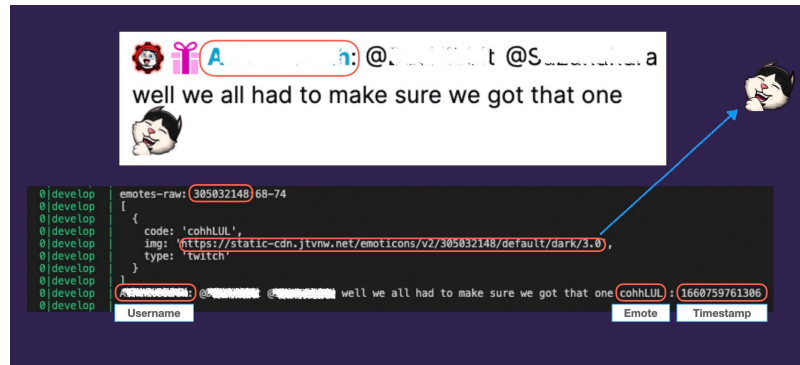 : @ t @S a
well we all had to make sure we got that one
0|develop | emotes-raw: 305032148:68-74
0|develop | [
0|develop | {
0|develop | code: 'cohhLUL',
0|develop | img: 'https://static-cdn.jtvnw.net/emoticons/v2/305032148/default/dark/3.0',
0|develop | type: 'twitch'
0|develop | }
0|develop | ]
0|develop | : @ @ well we all had to make sure we got that one cohhLUL : 1660759761306
0|develop |
Username Emote Timestamp